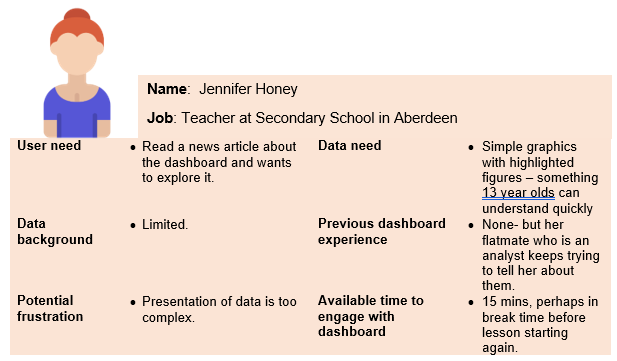 Name:  Jennifer Honey
Job: Teacher at Secondary School in Aberdeen
User need
• Read a news article about
the dashboard and wants
to explore it.
Data need
• Simple graphics
with highlighted
figures – something
13 year olds can
understand quickly
Data
background
• Limited.
Previous dashboard
experience
• None- but her
flatmate who is an
analyst keeps trying
to tell her about
them.
Potential
frustration
• Presentation of data is too
complex.
Available time to
engage with
dashboard
• 15 mins, perhaps in
break time before
lesson starting
again.